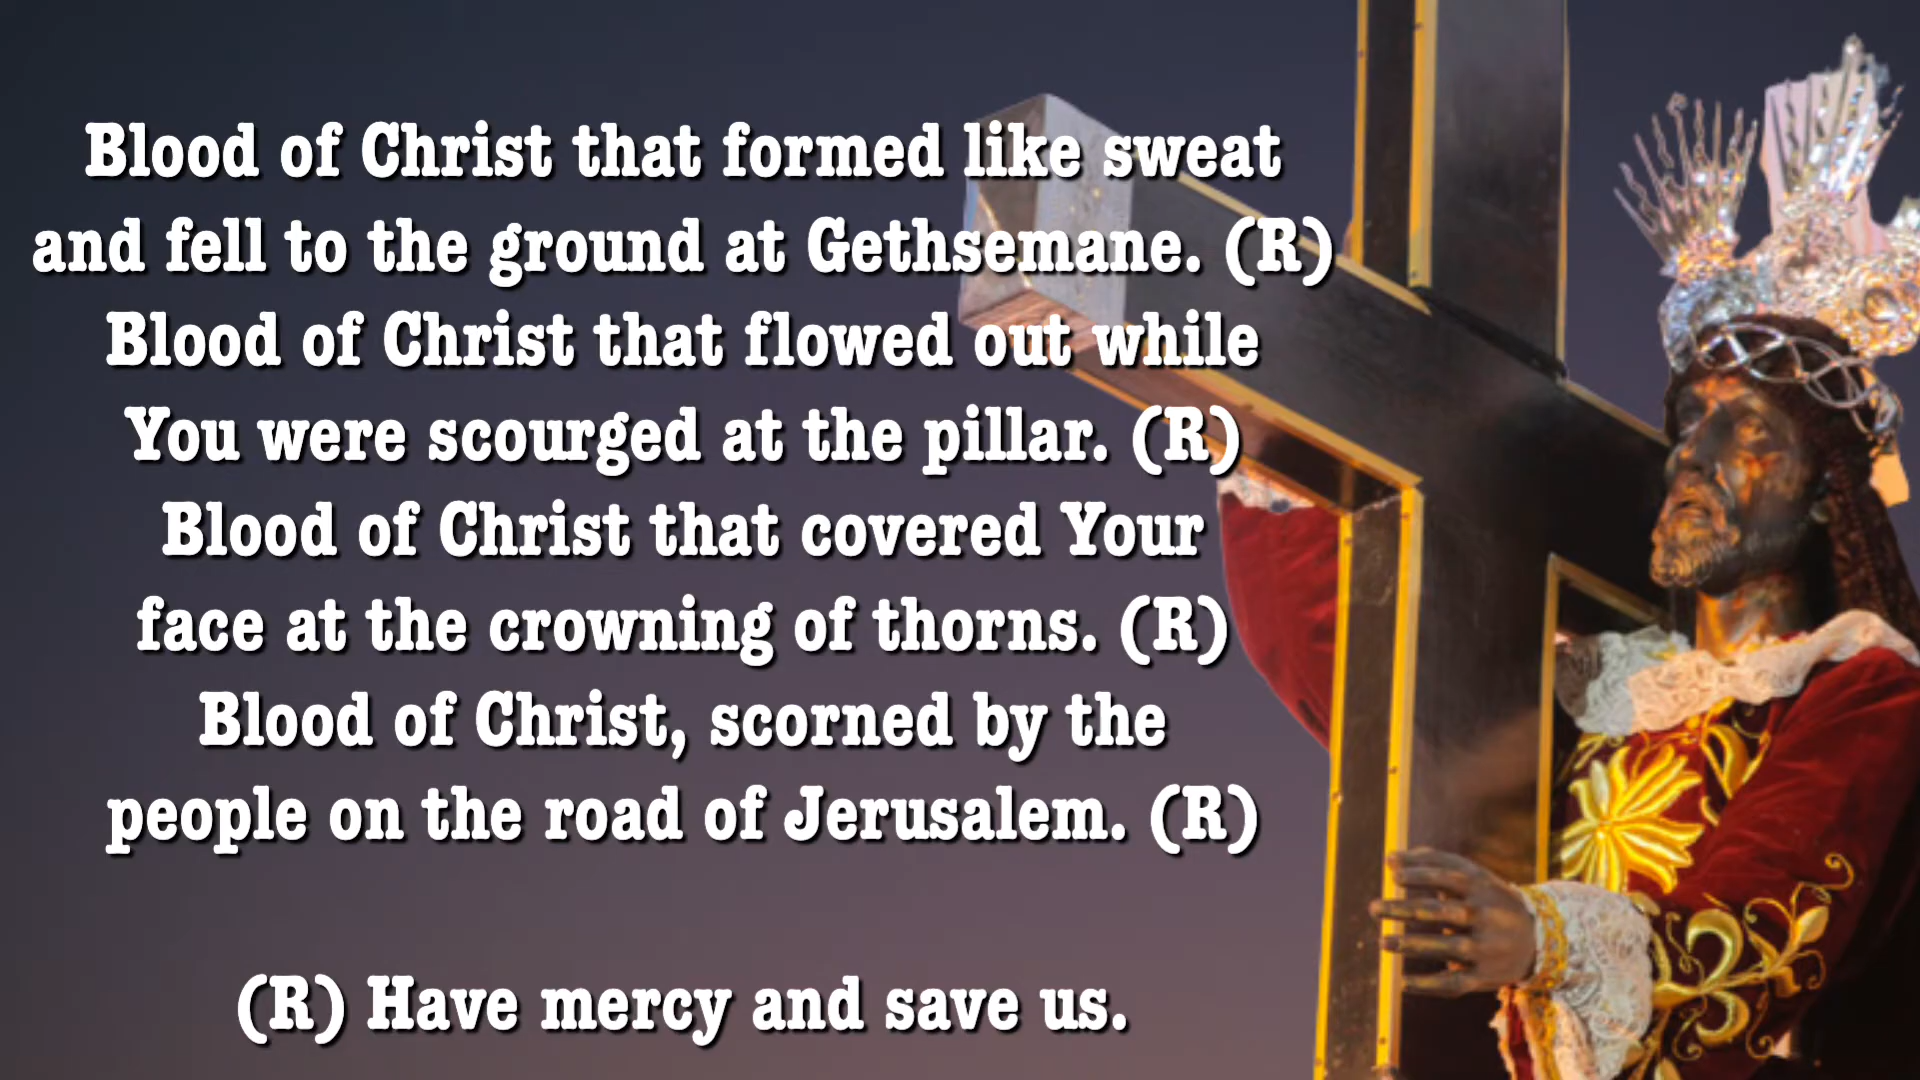 Blood of Christ that formed like sweat
and fell to the ground at Gethsemane. (R)
Blood of Christ that flowed out while
You were scourged at the pillar. (R)
Blood of Christ that covered Your
face at the crowning of thorns. (R)
Blood of Christ, scorned by the
people on the road of Jerusalem. (R)
(R) Have mercy and save us.